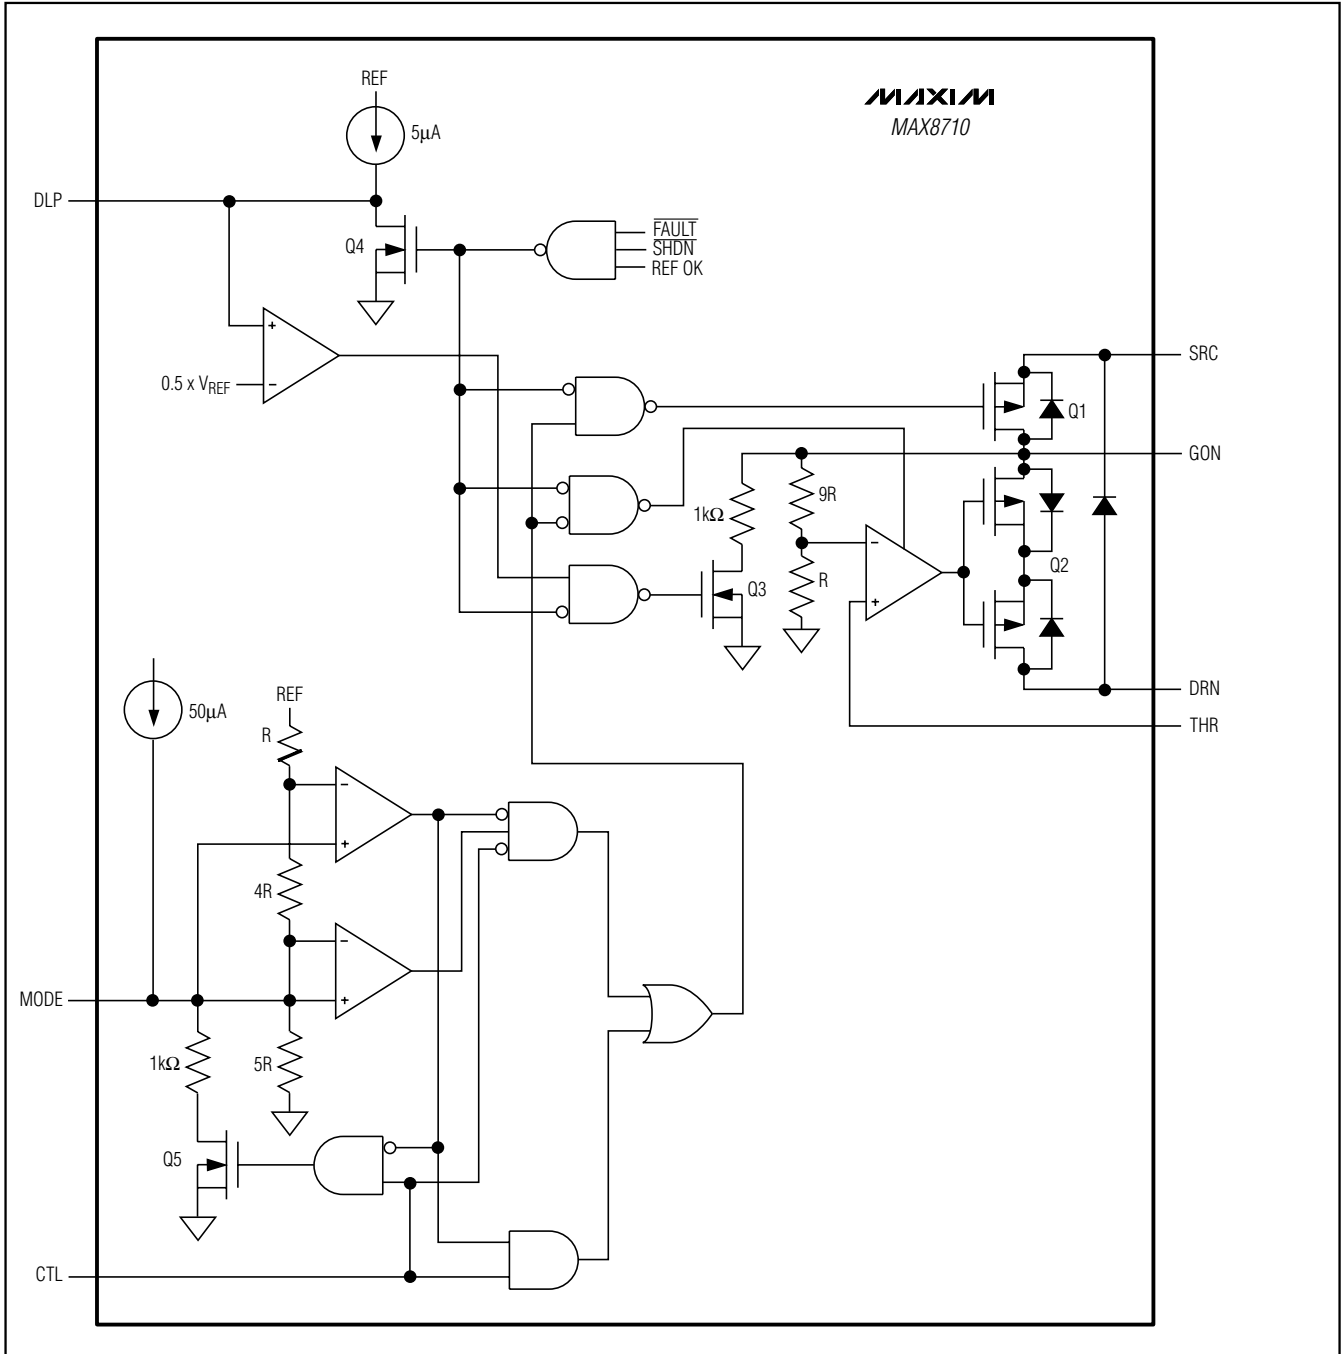 REF
MAXIM
MAX8710
5µA
DLP
Q4
FAULT
SHDN
REF OK
0.5 x VREF
SRC
Q1
GON
9R
1kΩ
Q2
Q3
R
DRN
THR
50µA
REF
R
4R
MODE
1kΩ
5R
Q5
CTL
+
−
−
+
−
+
−
+